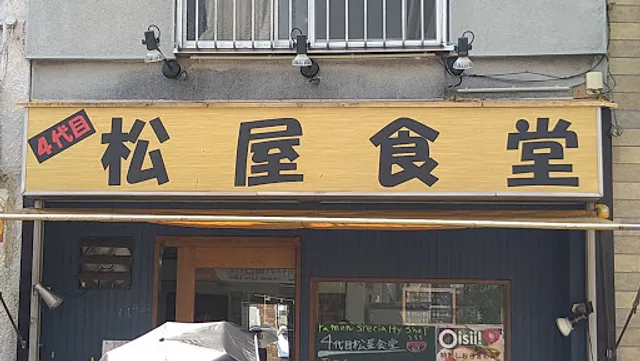 4代目
松屋食堂
ramen specialty shop
4代目松屋食堂
Oisii!